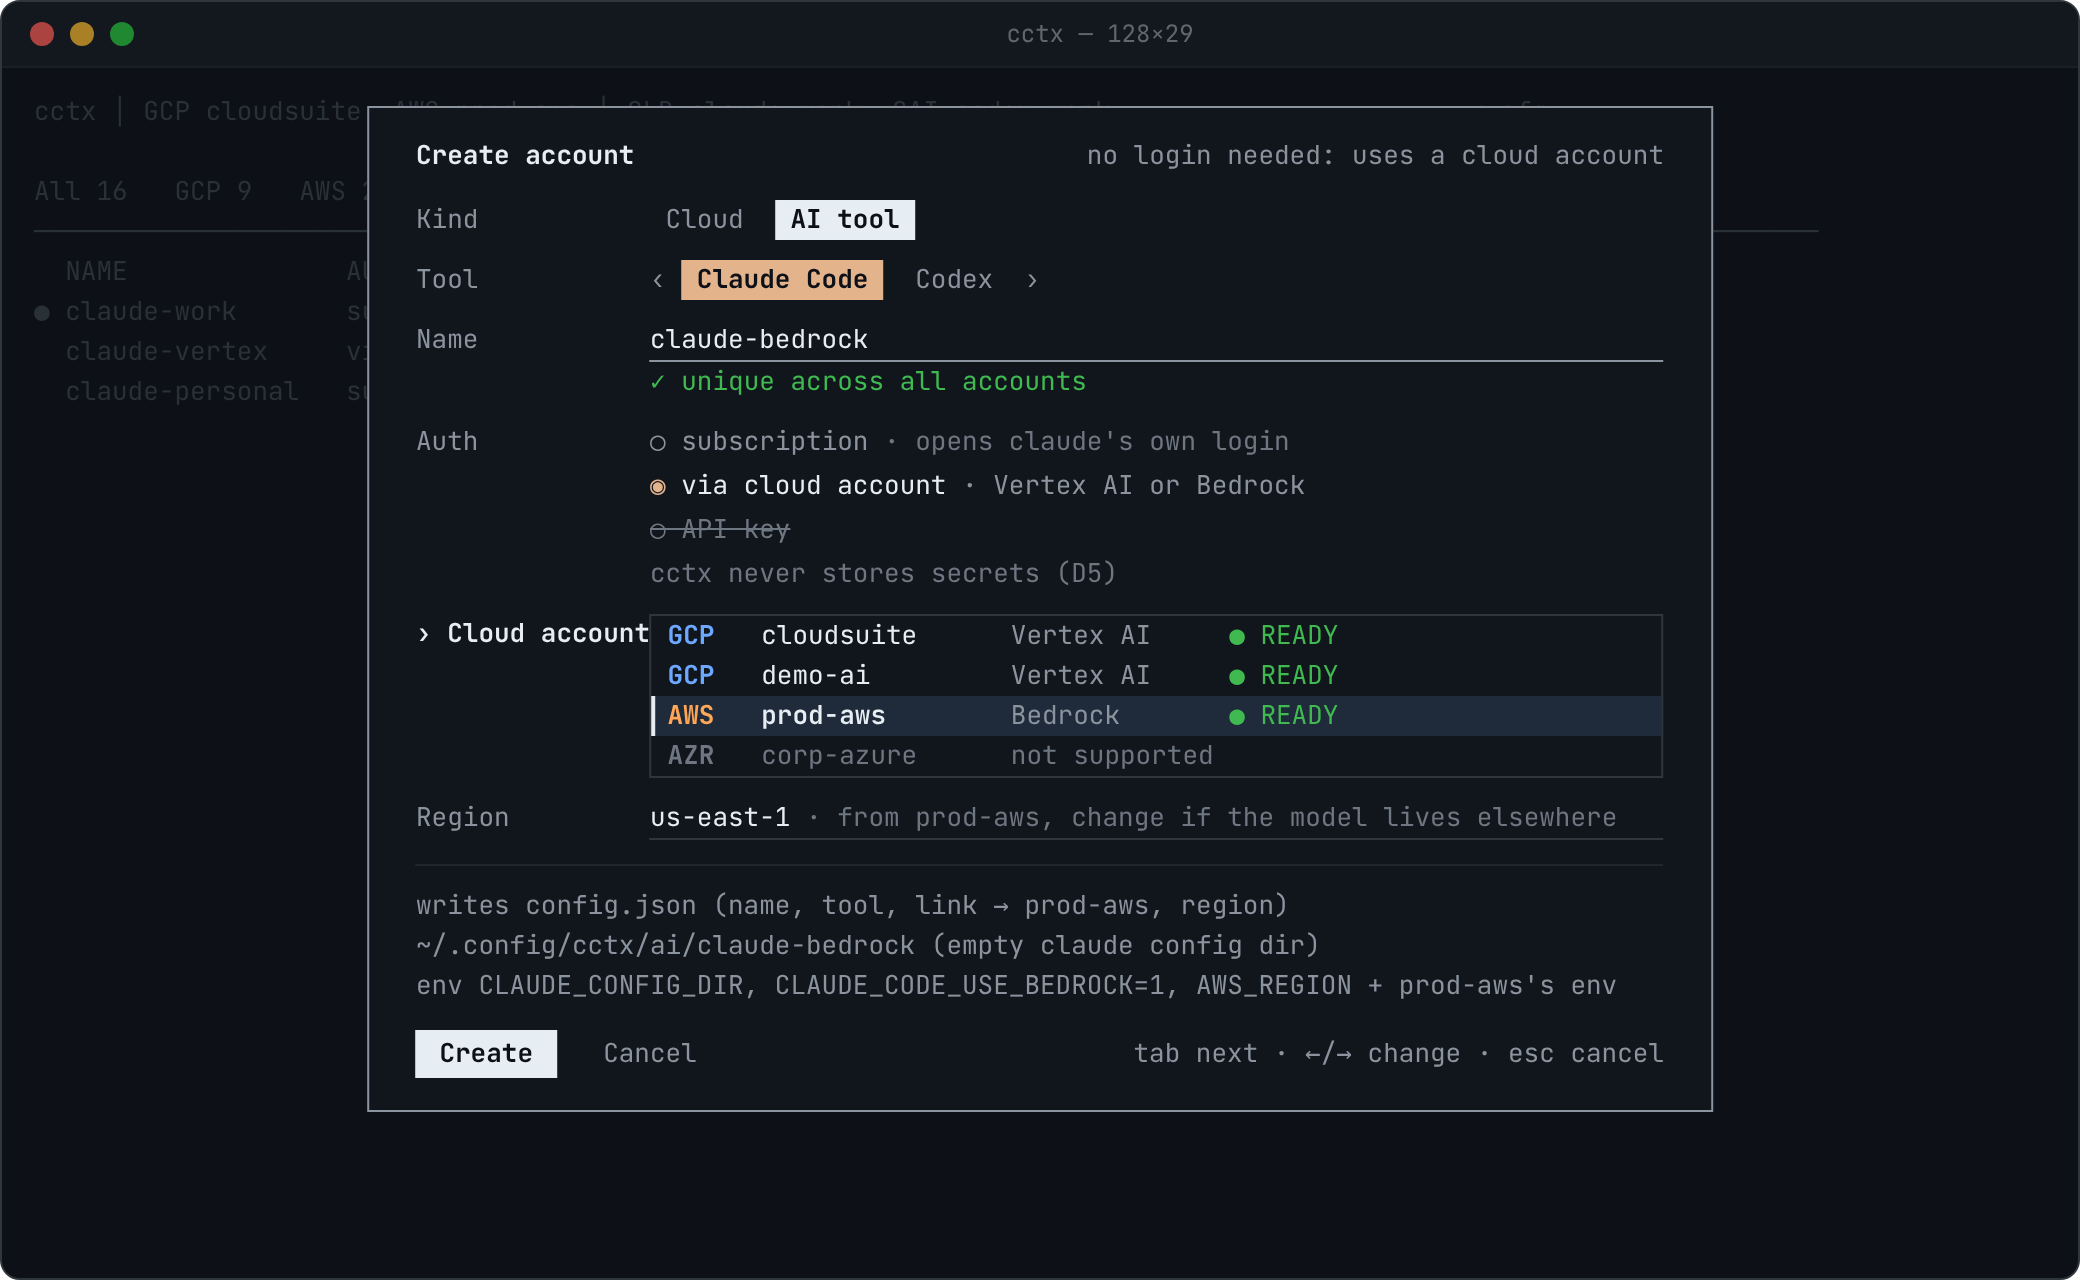 cctx — 128×29
cctx │ GCP cloudsuite
All 16 GCP 9 AWS
Create account no login needed: uses a cloud account
Kind Cloud AI tool
NAME
Tool ‹ Claude Code Codex ›
● claude-work
claude-vertex
claude-personal
Name claude-bedrock
✓ unique across all accounts
Auth ○ subscription · opens claude's own login
◉ via cloud account · Vertex AI or Bedrock
○ API key
cctx never stores secrets (D5)
› Cloud account GCP cloudsuite Vertex AI ● READY
GCP demo-ai Vertex AI ● READY
AWS prod-aws Bedrock ● READY
AZR corp-azure not supported
Region us-east-1 · from prod-aws, change if the model lives elsewhere
writes config.json (name, tool, link → prod-aws, region)
~/.config/cctx/ai/claude-bedrock (empty claude config dir)
env CLAUDE_CONFIG_DIR, CLAUDE_CODE_USE_BEDROCK=1, AWS_REGION + prod-aws's env
Create Cancel tab next · ←/→ change · esc cancel